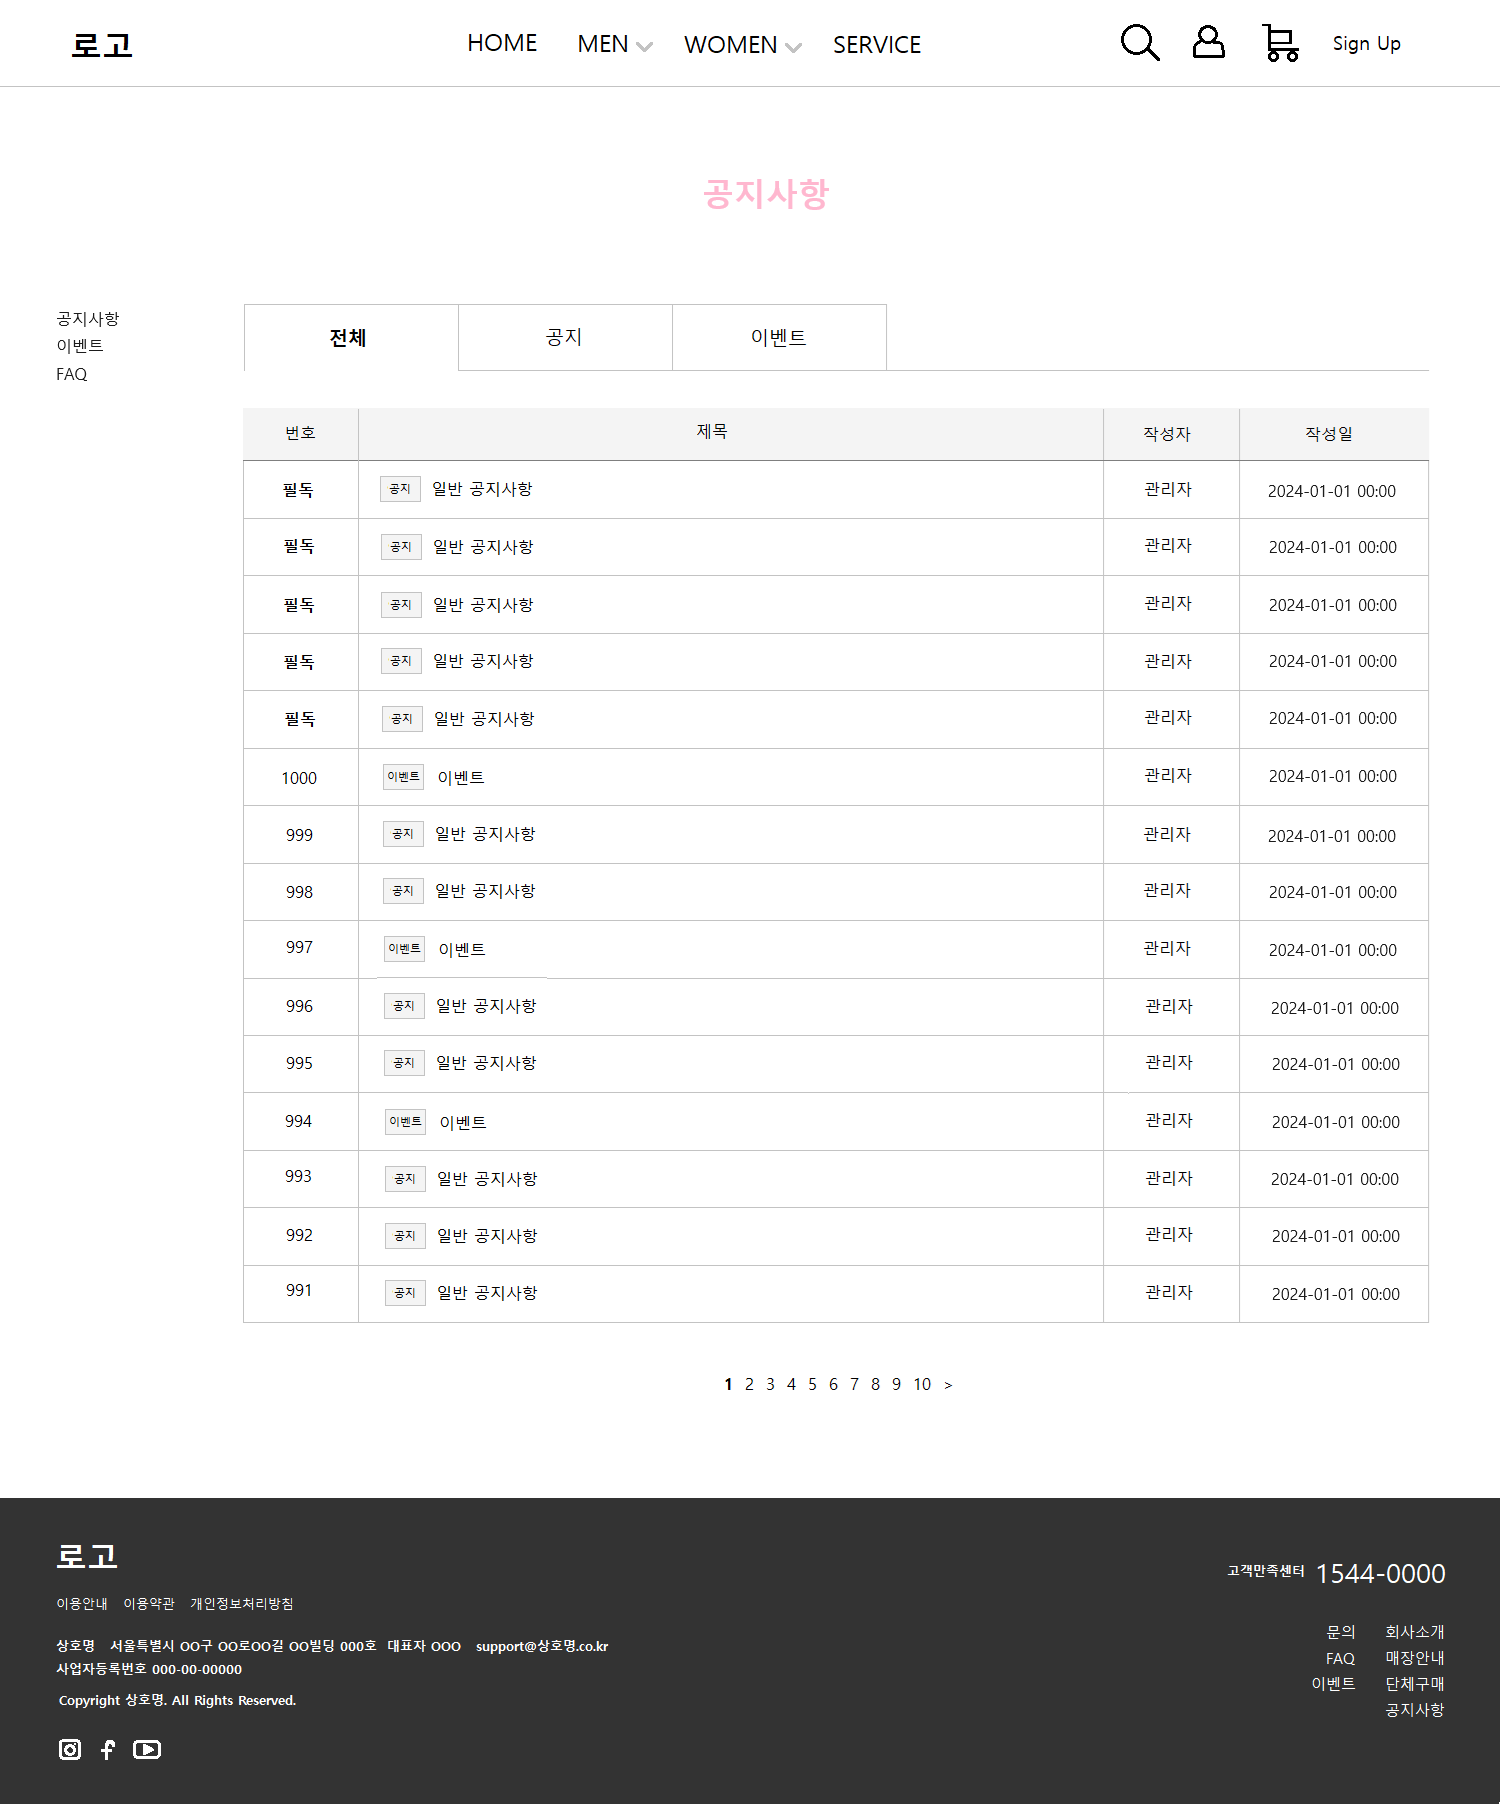 로고 HOME MEN WOMEN SERVICE Sign Up
공지사항
공지사항
이벤트
FAQ
전체 공지 이벤트
번호 제목 작성자 작성일
필독 공지 일반 공지사항 관리자 2024-01-01 00:00
필독 공지 일반 공지사항 관리자 2024-01-01 00:00
필독 공지 일반 공지사항 관리자 2024-01-01 00:00
필독 공지 일반 공지사항 관리자 2024-01-01 00:00
필독 공지 일반 공지사항 관리자 2024-01-01 00:00
1000 이벤트 이벤트 관리자 2024-01-01 00:00
999 공지 일반 공지사항 관리자 2024-01-01 00:00
998 공지 일반 공지사항 관리자 2024-01-01 00:00
997 이벤트 이벤트 관리자 2024-01-01 00:00
996 공지 일반 공지사항 관리자 2024-01-01 00:00
995 공지 일반 공지사항 관리자 2024-01-01 00:00
994 이벤트 이벤트 관리자 2024-01-01 00:00
993 공지 일반 공지사항 관리자 2024-01-01 00:00
992 공지 일반 공지사항 관리자 2024-01-01 00:00
991 공지 일반 공지사항 관리자 2024-01-01 00:00
1 2 3 4 5 6 7 8 9 10 >
로고
이용안내 이용약관 개인정보처리방침
상호명 서울특별시 OO구 OO로OO길 OO빌딩 000호 대표자 OOO support@상호명.co.kr
사업자등록번호 000-00-00000
Copyright 상호명. All Rights Reserved.
고객만족센터 1544-0000
문의 회사소개
FAQ 매장안내
이벤트 단체구매
공지사항